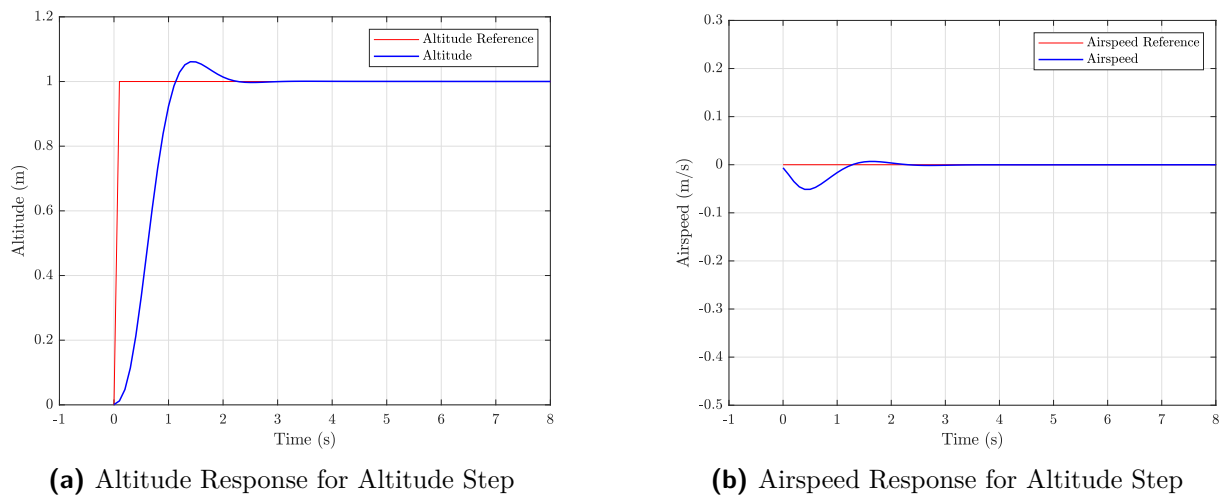 1.2
1
0.8
0.6
0.4
0.2
0
Altitude (m)
Altitude Reference
Altitude
-1 0 1 2 3 4 5 6 7 8
Time (s)
(a) Altitude Response for Altitude Step
0.3
0.2
0.1
0
-0.1
-0.2
-0.3
-0.4
-0.5
Airspeed (m/s)
Airspeed Reference
Airspeed
-1 0 1 2 3 4 5 6 7 8
Time (s)
(b) Airspeed Response for Altitude Step